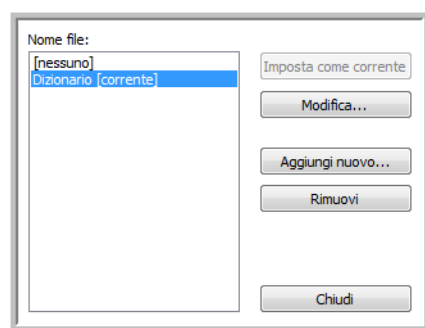 Nome file:
[nessuno]
Dizionario [corrente]
Imposta come corrente
Modifica...
Aggiungi nuovo...
Rimuovi
Chiudi